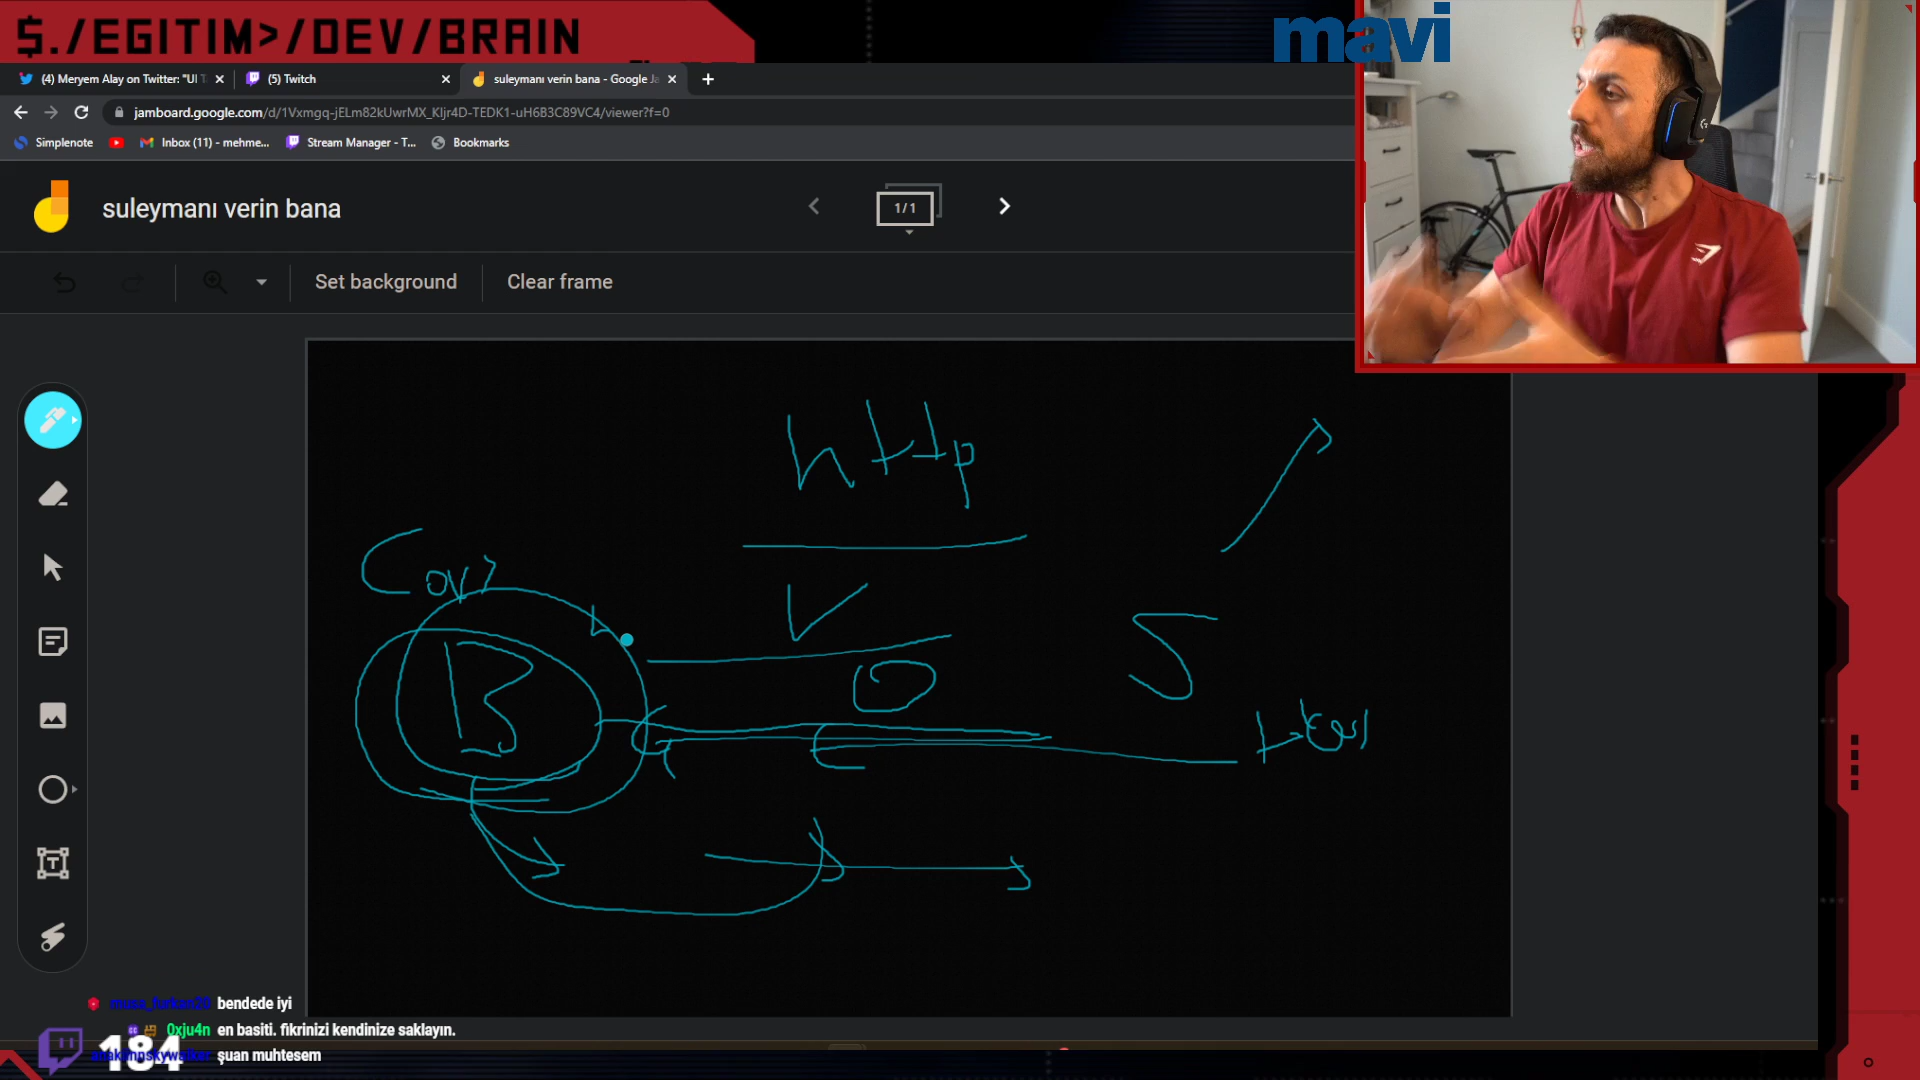 $./EGITIM>/DEV/BRAIN
mavi
(4) Meryem Alay on Twitter: "UI T
(5) Twitch
suleymanı verin bana - Google Ja
jamboard.google.com/d/1Vxmgq-jELm82kUwrMX_KIjr4D-TEDK1-uH6B3C89VC4/viewer?f=0
Simplenote
Inbox (11) - mehme...
Stream Manager - T...
Bookmarks
suleymanı verin bana
1/1
Set background
Clear frame
http
B
5
bendede iyi
0xju4n en basiti. fikrinizi kendinize saklayın.
184
şuan muhtesem